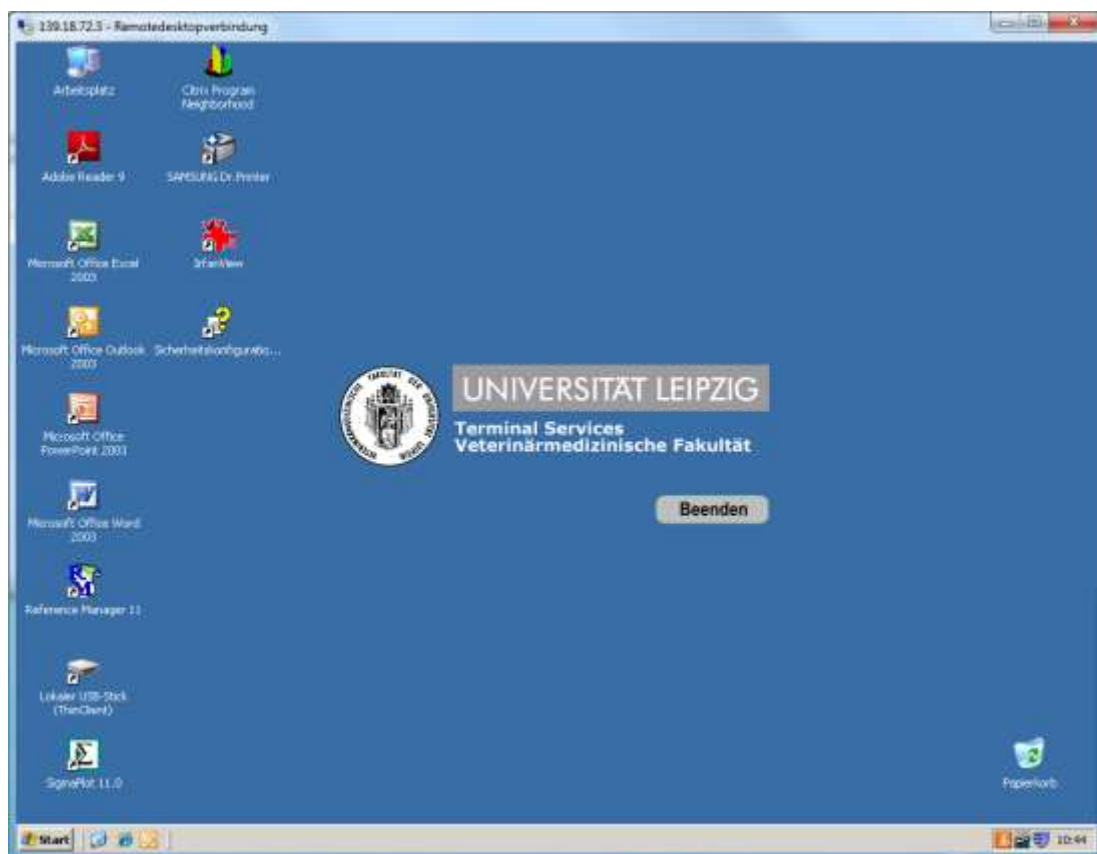 139.18.72.3 - Remotedesktopverbindung
Arbeitsplatz
Citrix Program
Neighborhood
Adobe Reader 9
SAMSUNG Dr.Printer
Microsoft Office Excel
2003
IrfanView
Microsoft Office Outlook
2003
Sicherheitskonfiguratio...
Microsoft Office
PowerPoint 2003
Microsoft Office Word
2003
Reference Manager 11
Lokaler USB-Stick
(ThinClient)
SigmaPlot 11.0
UNIVERSITÄT LEIPZIG
Terminal Services
Veterinärmedizinische Fakultät
Beenden
Papierkorb
Start
10:44